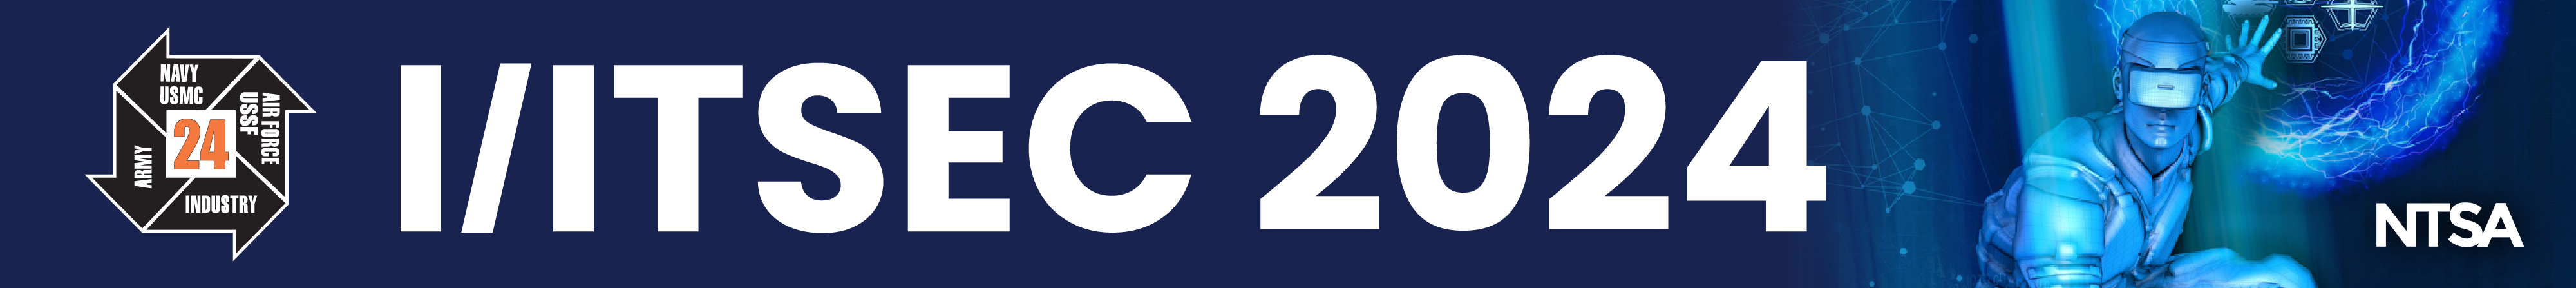 NAVY
USMC
AIR FORCE
USSF
24
ARMY
INDUSTRY
I/ITSEC 2024
NTSA